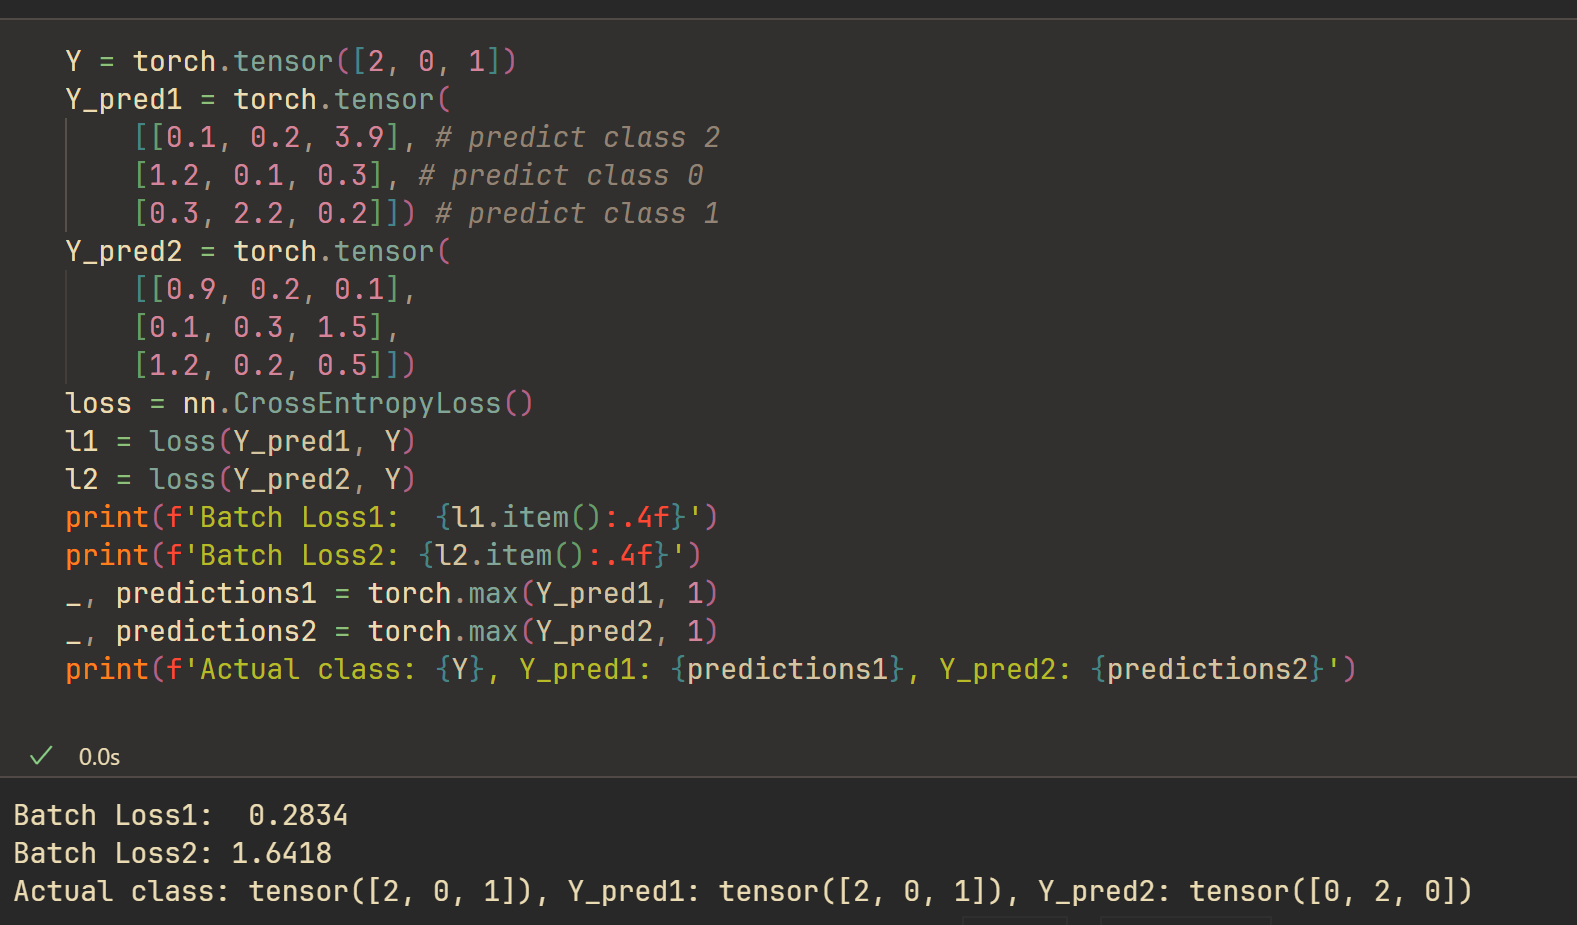 Y = torch.tensor([2, 0, 1])
Y_pred1 = torch.tensor(
    [[0.1, 0.2, 3.9], # predict class 2
    [1.2, 0.1, 0.3], # predict class 0
    [0.3, 2.2, 0.2]]) # predict class 1
Y_pred2 = torch.tensor(
    [[0.9, 0.2, 0.1],
    [0.1, 0.3, 1.5],
    [1.2, 0.2, 0.5]])
loss = nn.CrossEntropyLoss()
l1 = loss(Y_pred1, Y)
l2 = loss(Y_pred2, Y)
print(f'Batch Loss1:  {l1.item():.4f}')
print(f'Batch Loss2: {l2.item():.4f}')
_, predictions1 = torch.max(Y_pred1, 1)
_, predictions2 = torch.max(Y_pred2, 1)
print(f'Actual class: {Y}, Y_pred1: {predictions1}, Y_pred2: {predictions2}')
0.0s
Batch Loss1:  0.2834
Batch Loss2: 1.6418
Actual class: tensor([2, 0, 1]), Y_pred1: tensor([2, 0, 1]), Y_pred2: tensor([0, 2, 0])